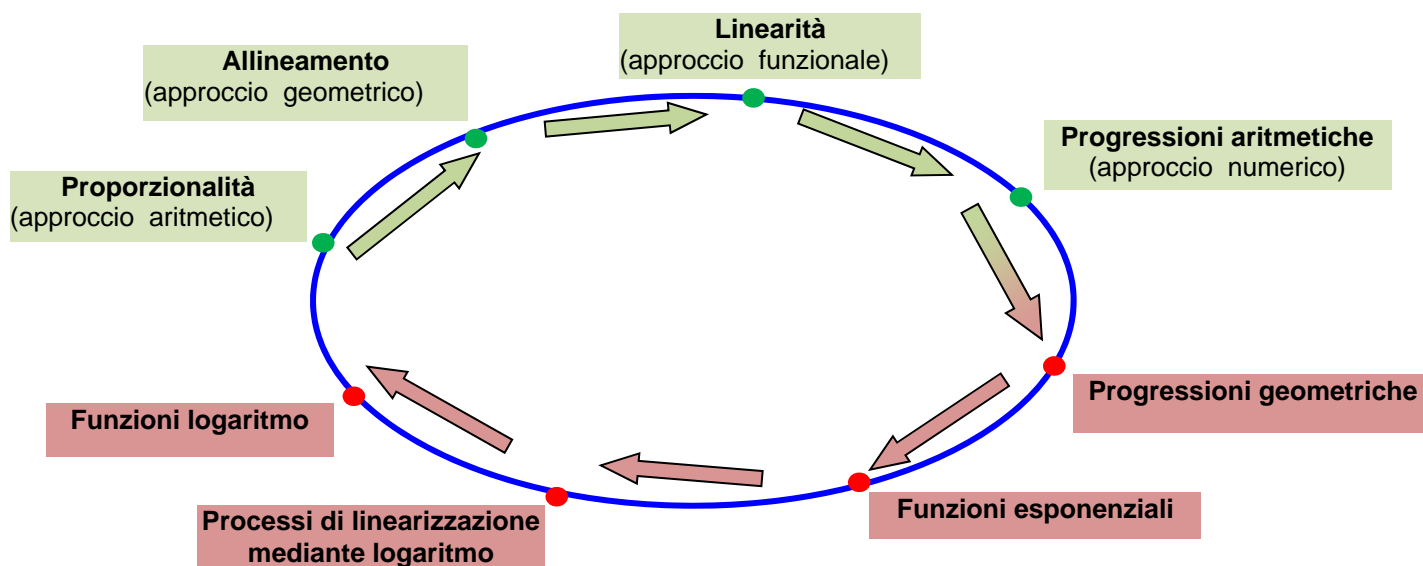 Linearità
(approccio funzionale)
Allineamento
(approccio geometrico)
Progressioni aritmetiche
(approccio numerico)
Proporzionalità
(approccio aritmetico)
Progressioni geometriche
Funzioni logaritmo
Funzioni esponenziali
Processi di linearizzazione
mediante logaritmo